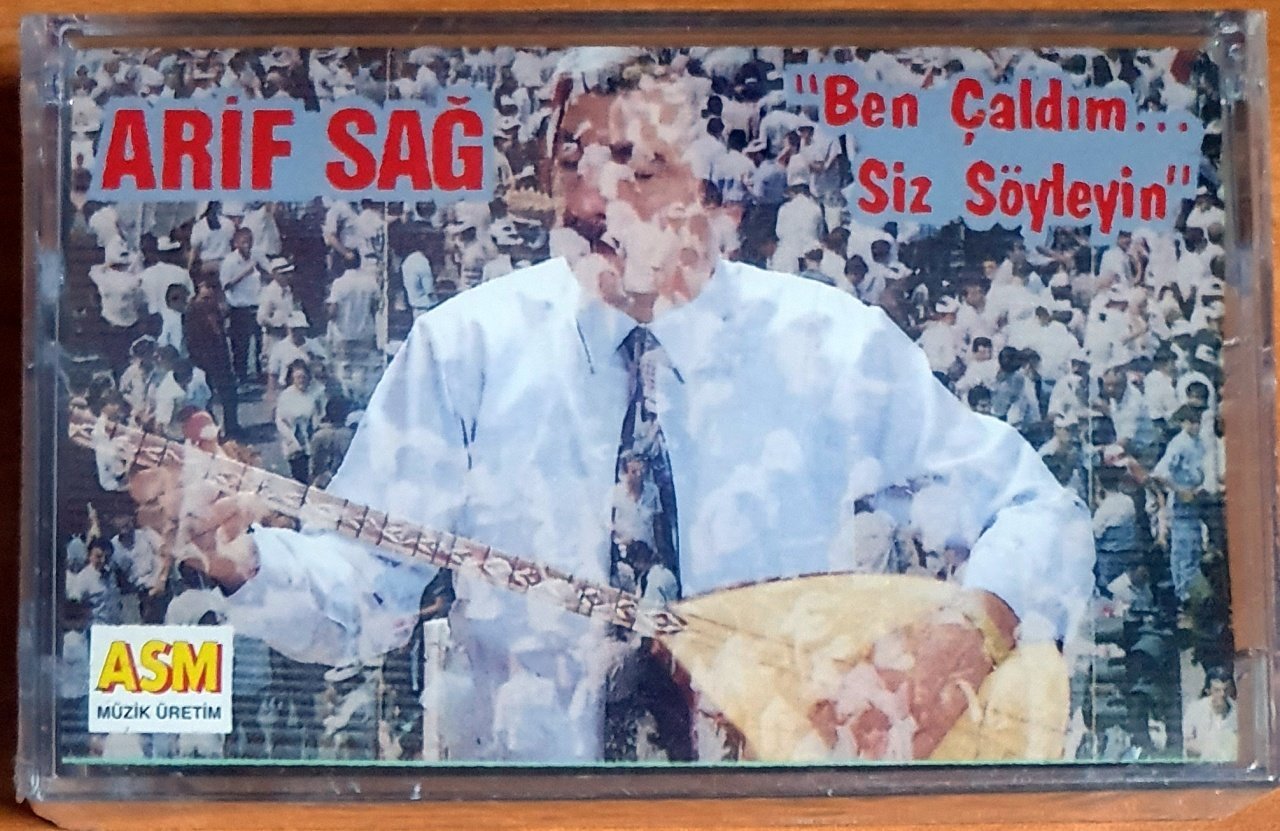 ARİF SAĞ
"Ben Çaldım...
Siz Söyleyin"
ASM
MÜZİK ÜRETİM